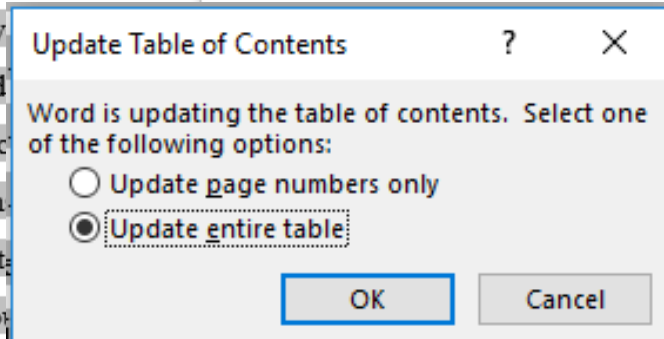 Update Table of Contents
?
Word is updating the table of contents. Select one
of the following options:
Update page numbers only
Update entire table
OK
Cancel